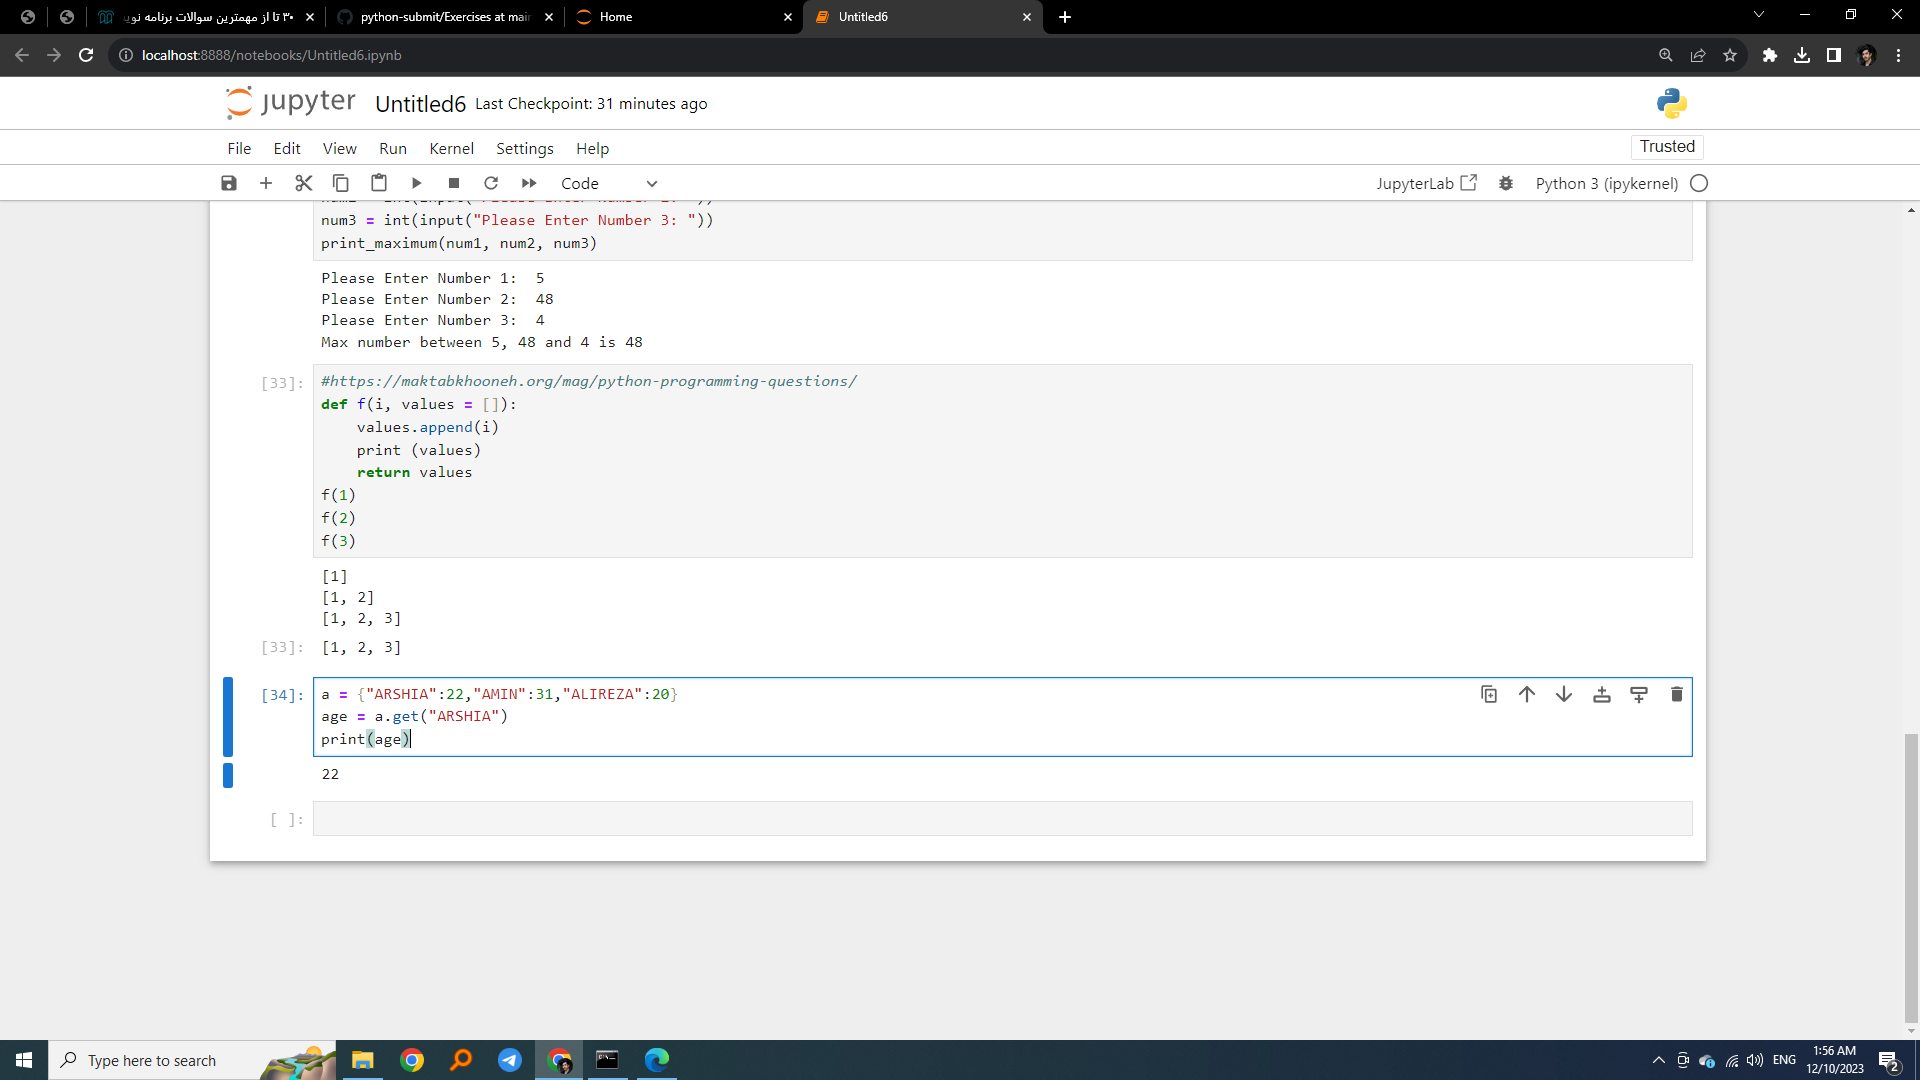 ۳۰ تا از مهمترین سوالات برنامه نوی
python-submit/Exercises at mai
Home
Untitled6
localhost:8888/notebooks/Untitled6.ipynb
jupyter Untitled6 Last Checkpoint: 31 minutes ago
File Edit View Run Kernel Settings Help
Trusted
Code
JupyterLab
Python 3 (ipykernel)
num3 = int(input("Please Enter Number 3: "))
print_maximum(num1, num2, num3)
Please Enter Number 1: 5
Please Enter Number 2: 48
Please Enter Number 3: 4
Max number between 5, 48 and 4 is 48
[33]: #https://maktabkhooneh.org/mag/python-programming-questions/
def f(i, values = []):
    values.append(i)
    print (values)
    return values
f(1)
f(2)
f(3)
[1]
[1, 2]
[1, 2, 3]
[33]: [1, 2, 3]
[34]: a = {"ARSHIA":22,"AMIN":31,"ALIREZA":20}
age = a.get("ARSHIA")
print(age)
22
[ ]:
Type here to search
ENG
1:56 AM
12/10/2023
2